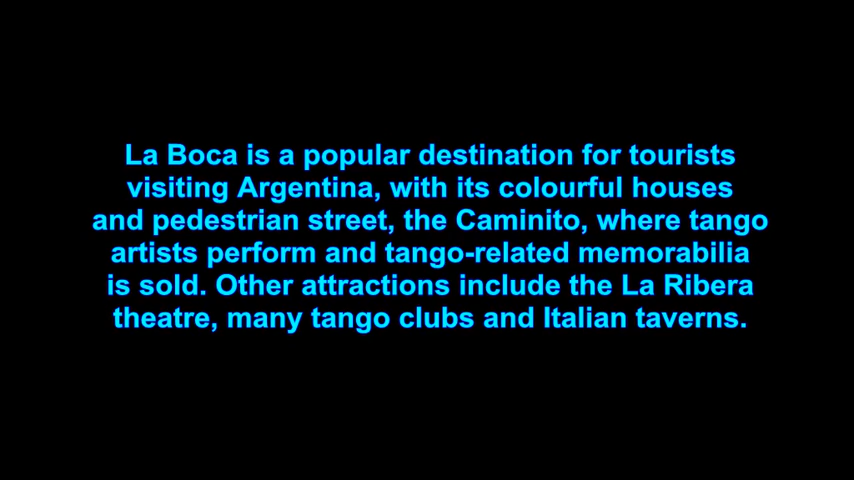 La Boca is a popular destination for tourists
visiting Argentina, with its colourful houses
and pedestrian street, the Caminito, where tango
artists perform and tango-related memorabilia
is sold. Other attractions include the La Ribera
theatre, many tango clubs and Italian taverns.